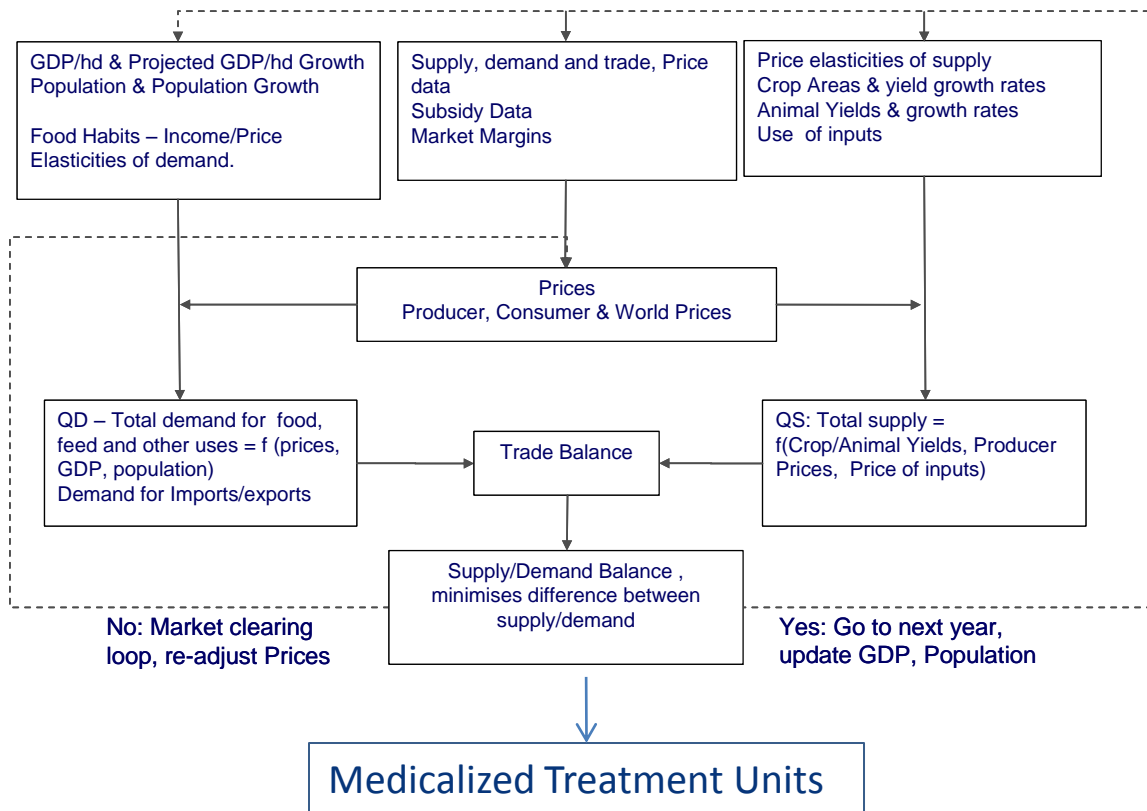 GDP/hd & Projected GDP/hd Growth
Population & Population Growth
Food Habits – Income/Price
Elasticities of demand.
Supply, demand and trade, Price
data
Subsidy Data
Market Margins
Price elasticities of supply
Crop Areas & yield growth rates
Animal Yields & growth rates
Use of inputs
Prices
Producer, Consumer & World Prices
QD – Total demand for food,
feed and other uses = f (prices,
GDP, population)
Demand for Imports/exports
Trade Balance
QS: Total supply =
f(Crop/Animal Yields, Producer
Prices, Price of inputs)
Supply/Demand Balance ,
minimises difference between
supply/demand
No: Market clearing
loop, re-adjust Prices
Yes: Go to next year,
update GDP, Population
Medicalized Treatment Units